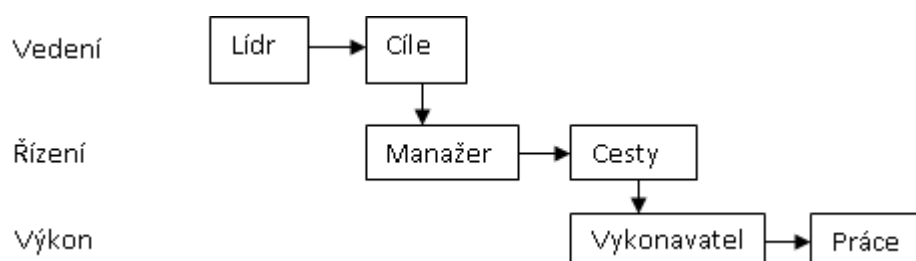 Vedení Lídr Cíle
Řízení Manažer Cesty
Výkon Vykonavatel Práce